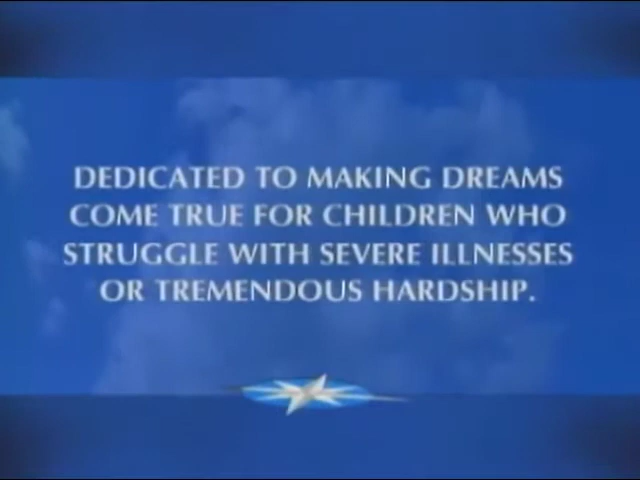 DEDICATED TO MAKING DREAMS
COME TRUE FOR CHILDREN WHO
STRUGGLE WITH SEVERE ILLNESSES
OR TREMENDOUS HARDSHIP.